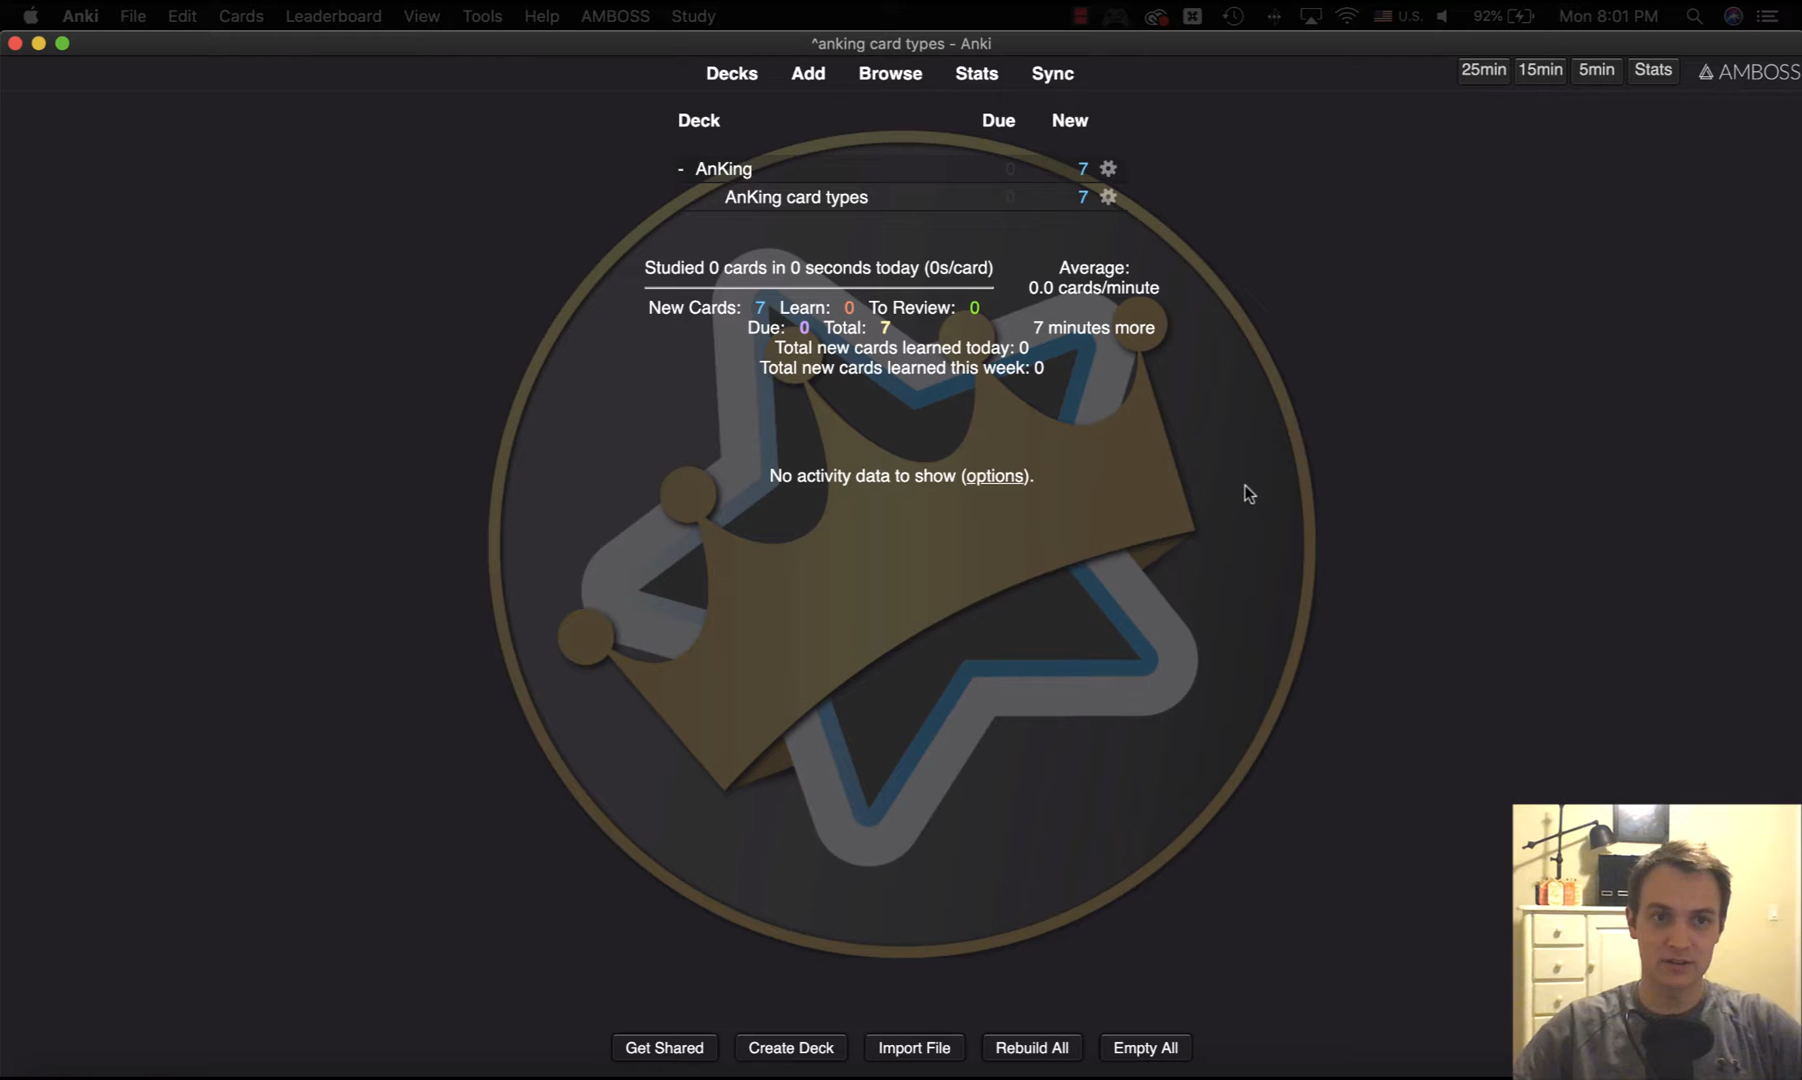 Anki File Edit Cards Leaderboard View Tools Help AMBOSS Study U.S. 92% Mon 8:01 PM
^anking card types - Anki
Decks Add Browse Stats Sync 25min 15min 5min Stats AMBOSS
Deck Due New
- AnKing 0 7
AnKing card types 0 7
Studied 0 cards in 0 seconds today (0s/card) Average:
0.0 cards/minute
New Cards: 7 Learn: 0 To Review: 0
Due: 0 Total: 7 7 minutes more
Total new cards learned today: 0
Total new cards learned this week: 0
No activity data to show (options).
Get Shared Create Deck Import File Rebuild All Empty All